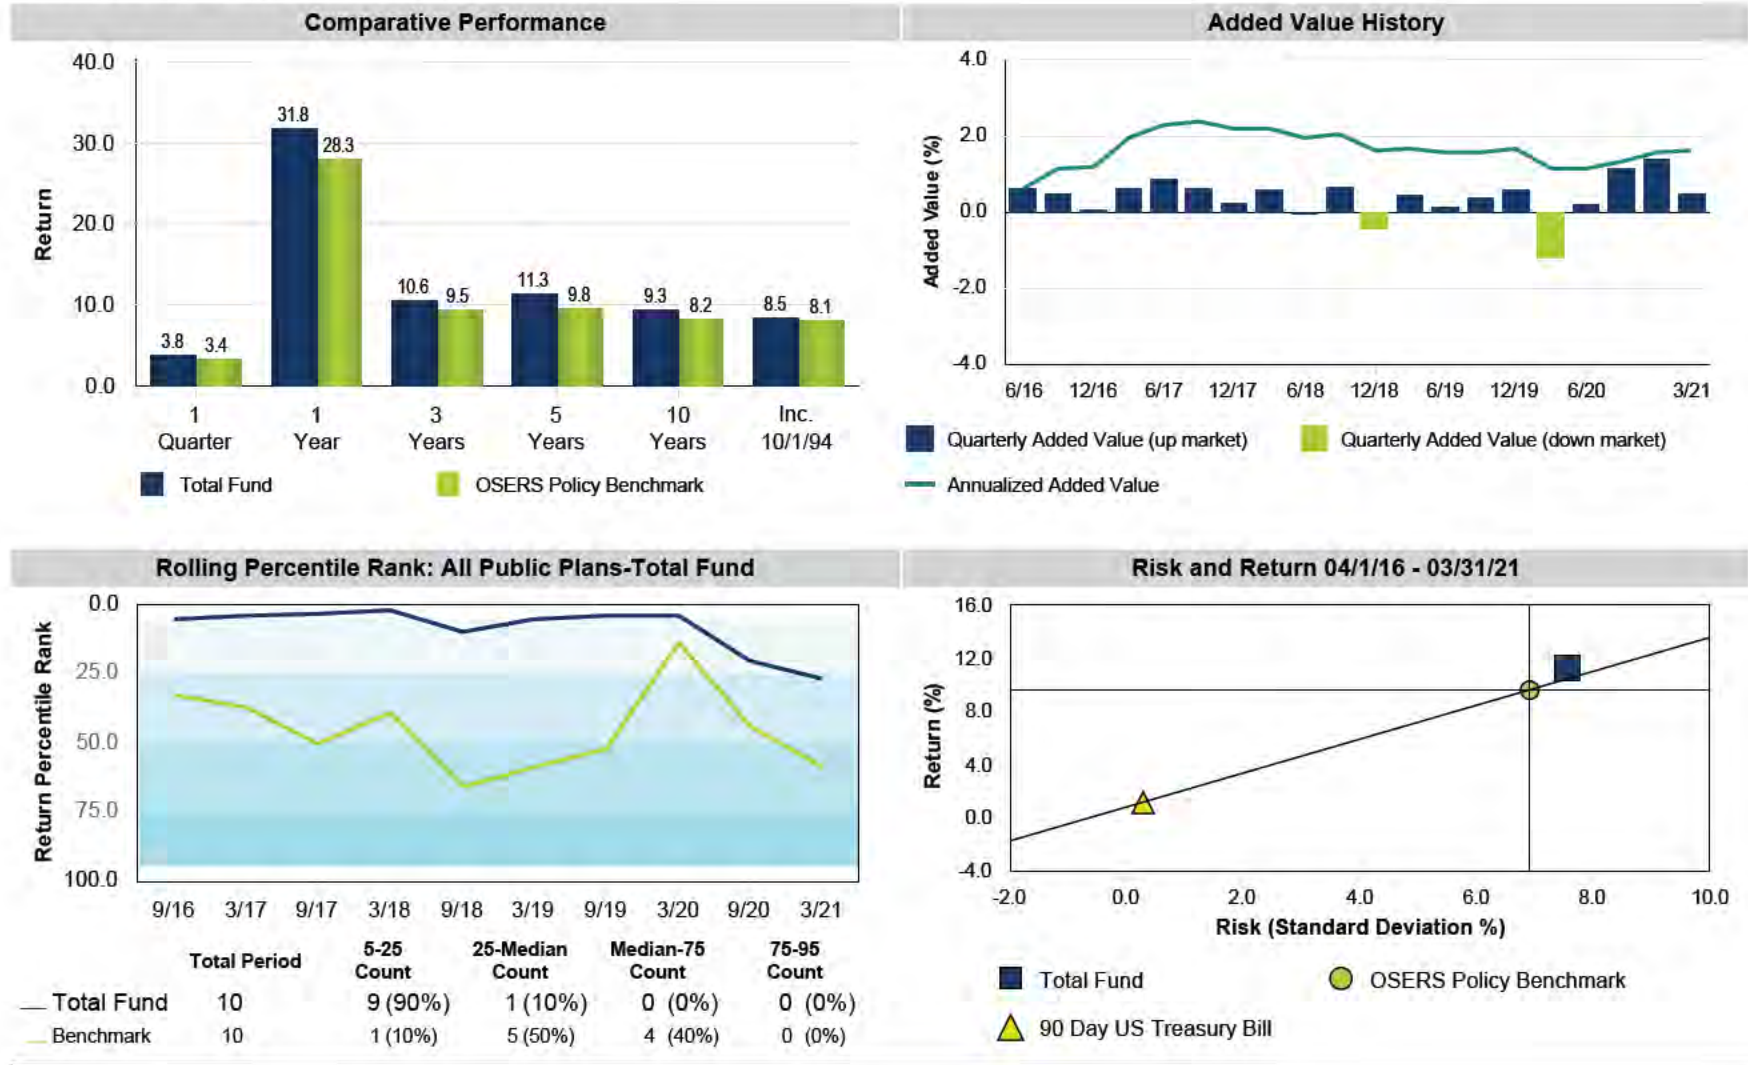 Comparative Performance
Return
40.0
30.0
20.0
10.0
0.0
3.8 3.4
31.8 28.3
10.6 9.5
11.3 9.8
9.3 8.2
8.5 8.1
1 1 3 5 10 Inc.
Quarter Year Years Years Years 10/1/94
Total Fund OSERS Policy Benchmark
Added Value History
Added Value (%)
4.0
2.0
0.0
-2.0
-4.0
6/16 12/16 6/17 12/17 6/18 12/18 6/19 12/19 6/20 3/21
Quarterly Added Value (up market) Quarterly Added Value (down market)
Annualized Added Value
Rolling Percentile Rank: All Public Plans-Total Fund
Return Percentile Rank
0.0
25.0
50.0
75.0
100.0
9/16 3/17 9/17 3/18 9/18 3/19 9/19 3/20 9/20 3/21
Total Period 5-25 25-Median Median-75 75-95
Count Count Count Count
Total Fund 10 9 (90%) 1 (10%) 0 (0%) 0 (0%)
Benchmark 10 1 (10%) 5 (50%) 4 (40%) 0 (0%)
Risk and Return 04/1/16 - 03/31/21
Return (%)
16.0
12.0
8.0
4.0
0.0
-4.0
-2.0 0.0 2.0 4.0 6.0 8.0 10.0
Risk (Standard Deviation %)
Total Fund OSERS Policy Benchmark
90 Day US Treasury Bill